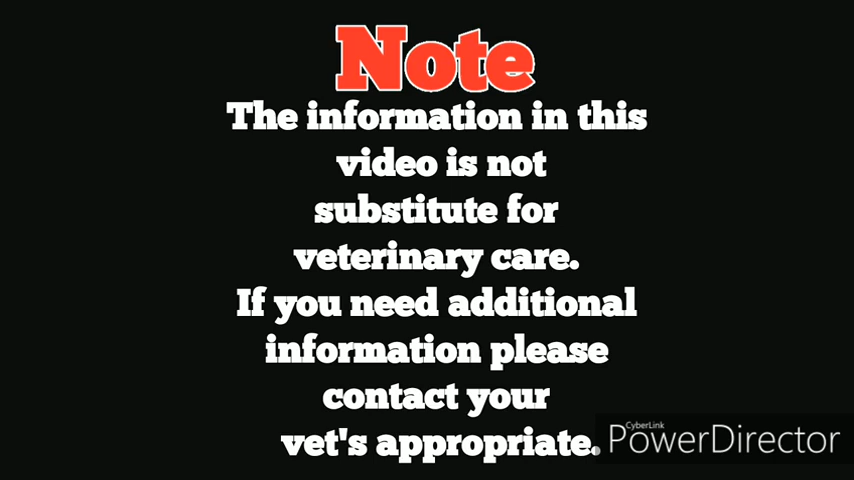 Note
The information in this
video is not
substitute for
veterinary care.
If you need additional
information please
contact your
vet's appropriate.
CyberLink
PowerDirector